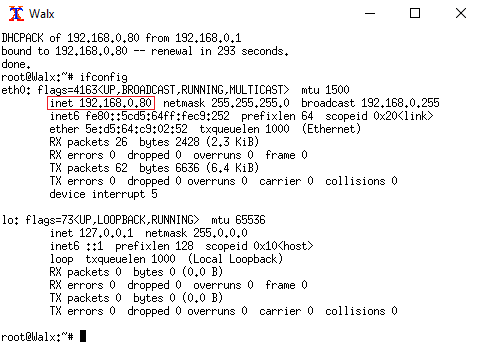 Walx
DHCPACK of 192.168.0.80 from 192.168.0.1
bound to 192.168.0.80 -- renewal in 293 seconds.
done.
root@Walx:~# ifconfig
eth0: flags=4163<UP,BROADCAST,RUNNING,MULTICAST>  mtu 1500
        inet 192.168.0.80  netmask 255.255.255.0  broadcast 192.168.0.255
        inet6 fe80::5cd5:64ff:fec9:252  prefixlen 64  scopeid 0x20<link>
        ether 5e:d5:64:c9:02:52  txqueuelen 1000  (Ethernet)
        RX packets 26  bytes 2428 (2.3 KiB)
        RX errors 0  dropped 0  overruns 0  frame 0
        TX packets 62  bytes 6636 (6.4 KiB)
        TX errors 0  dropped 0 overruns 0  carrier 0  collisions 0
        device interrupt 5
lo: flags=73<UP,LOOPBACK,RUNNING>  mtu 65536
        inet 127.0.0.1  netmask 255.0.0.0
        inet6 ::1  prefixlen 128  scopeid 0x10<host>
        loop  txqueuelen 1000  (Local Loopback)
        RX packets 0  bytes 0 (0.0 B)
        RX errors 0  dropped 0  overruns 0  frame 0
        TX packets 0  bytes 0 (0.0 B)
        TX errors 0  dropped 0 overruns 0  carrier 0  collisions 0
root@Walx:~#